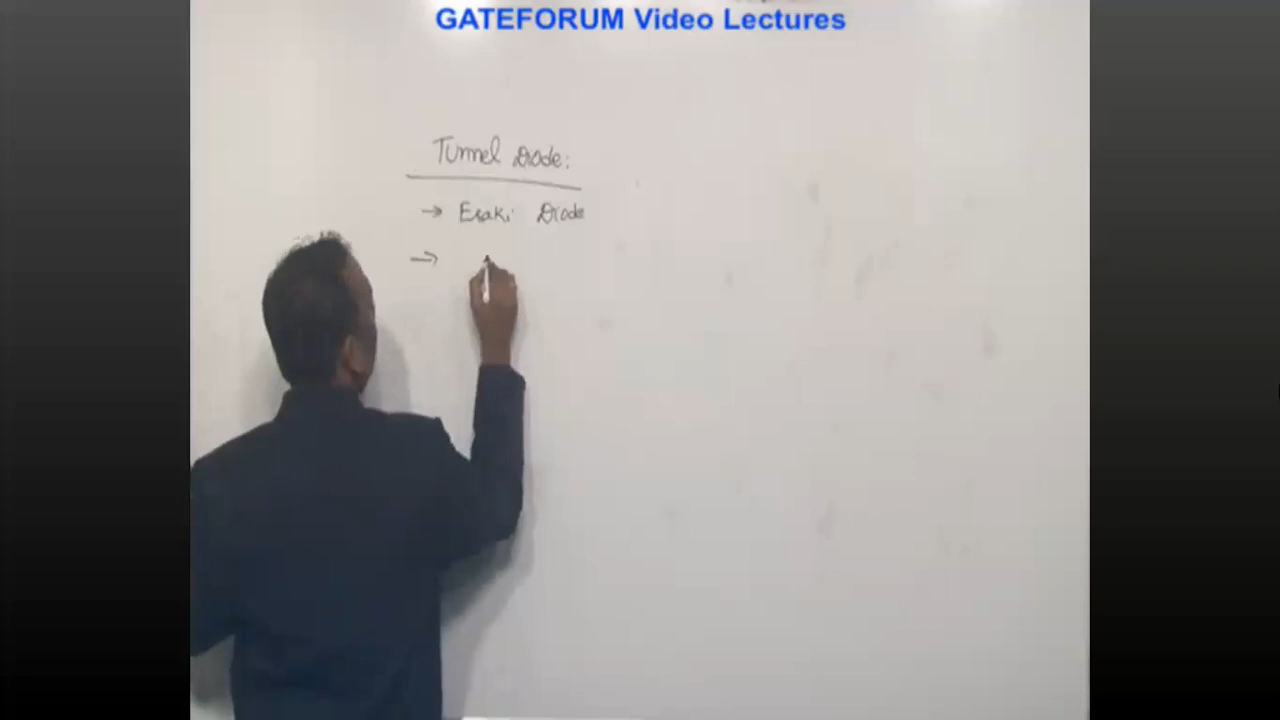 GATEFORUM Video Lectures
Tunnel Diode:
→ Esaki Diode
→